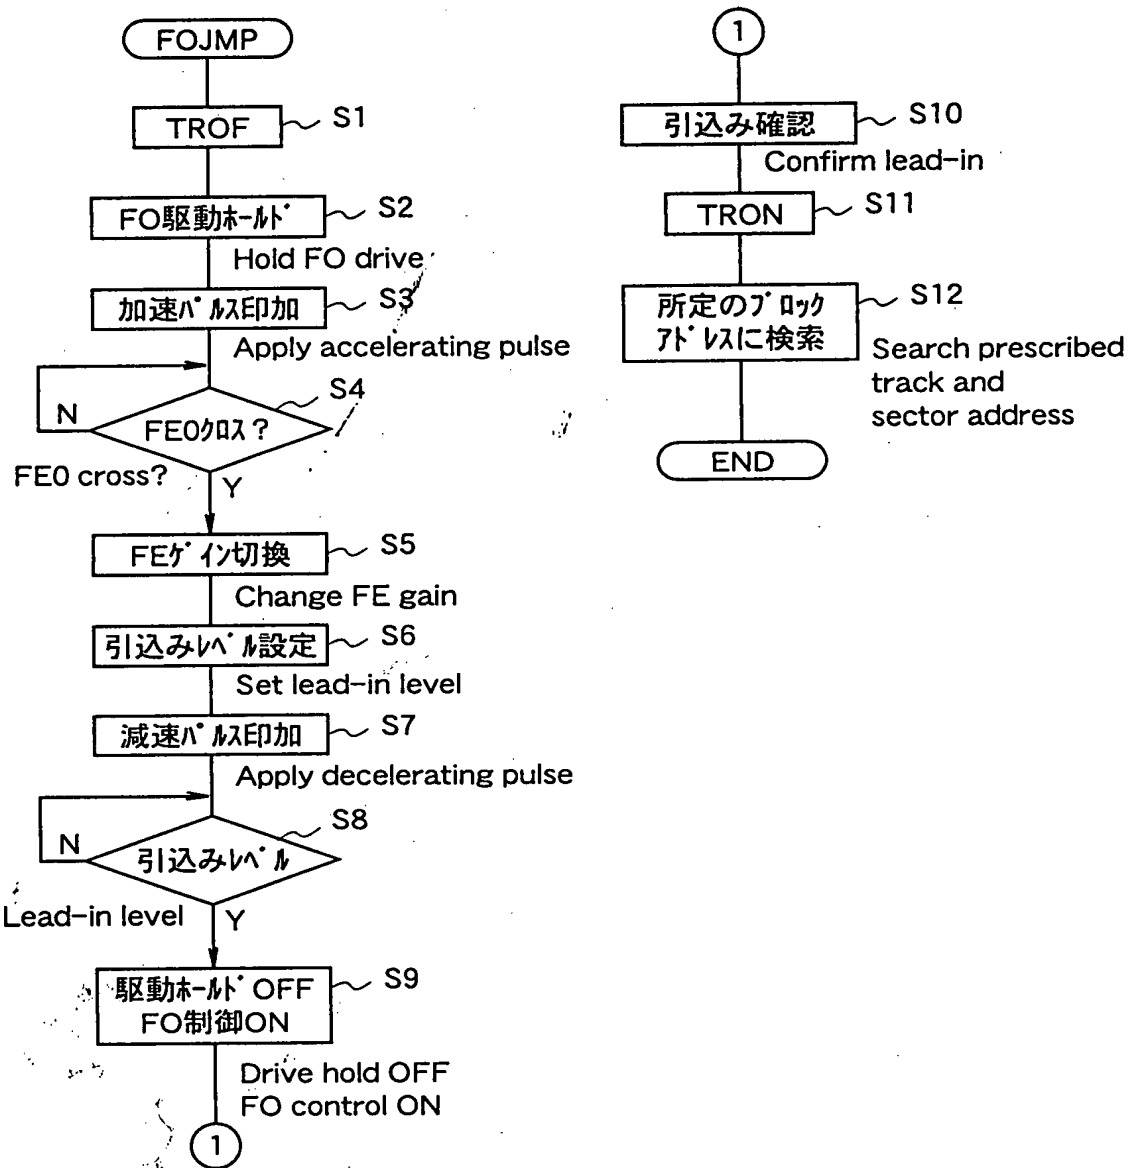 FOJMP
TROF
S1
FO駆動ﾎｰﾙﾄﾞ
S2
Hold FO drive
加速ﾊﾟﾙｽ印加
S3
Apply accelerating pulse
S4
N
FE0ｸﾛｽ?
FE0 cross?
Y
FEｹﾞｲﾝ切換
S5
Change FE gain
引込みﾚﾍﾞﾙ設定
S6
Set lead-in level
減速ﾊﾟﾙｽ印加
S7
Apply decelerating pulse
S8
N
引込みﾚﾍﾞﾙ
Lead-in level
Y
駆動ﾎｰﾙﾄﾞOFF
FO制御ON
S9
Drive hold OFF
FO control ON
1
1
引込み確認
S10
Confirm lead-in
TRON
S11
所定のﾌﾞﾛｯｸ
ｱﾄﾞﾚｽに検索
S12
Search prescribed
track and
sector address
END